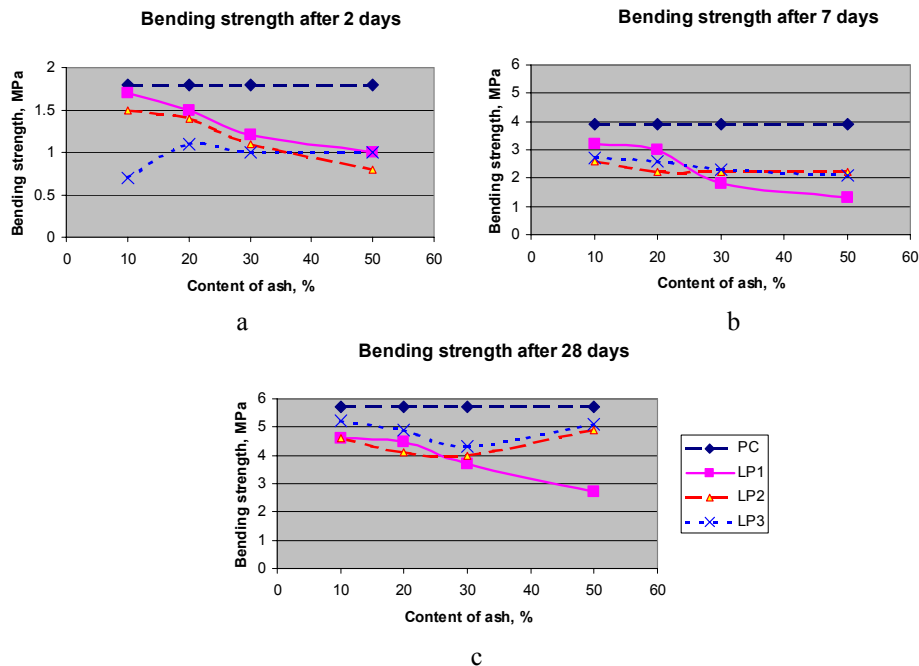 Bending strength after 2 days
Bending strength, MPa
2
1.5
1
0.5
0
0 10 20 30 40 50 60
Content of ash, %
a
Bending strength after 7 days
Bending strength, MPa
6
5
4
3
2
1
0
0 10 20 30 40 50 60
Content of ash, %
b
Bending strength after 28 days
Bending strength, MPa
6
5
4
3
2
1
0
0 10 20 30 40 50 60
Content of ash, %
PC
LP1
LP2
LP3
c